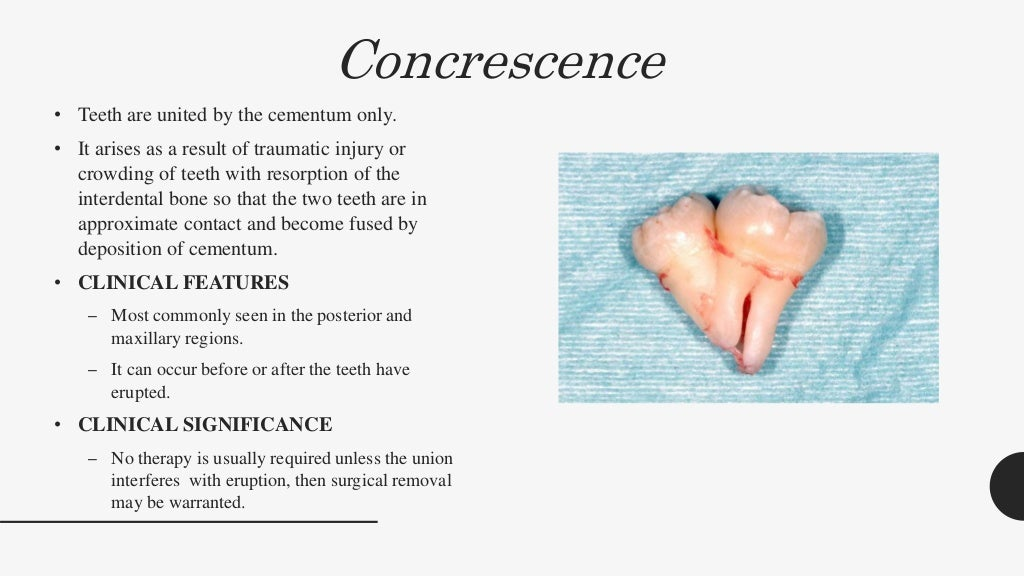 Concrescence
• Teeth are united by the cementum only.
• It arises as a result of traumatic injury or
crowding of teeth with resorption of the
interdental bone so that the two teeth are in
approximate contact and become fused by
deposition of cementum.
• CLINICAL FEATURES
– Most commonly seen in the posterior and
maxillary regions.
– It can occur before or after the teeth have
erupted.
• CLINICAL SIGNIFICANCE
– No therapy is usually required unless the union
interferes  with eruption, then surgical removal
may be warranted.